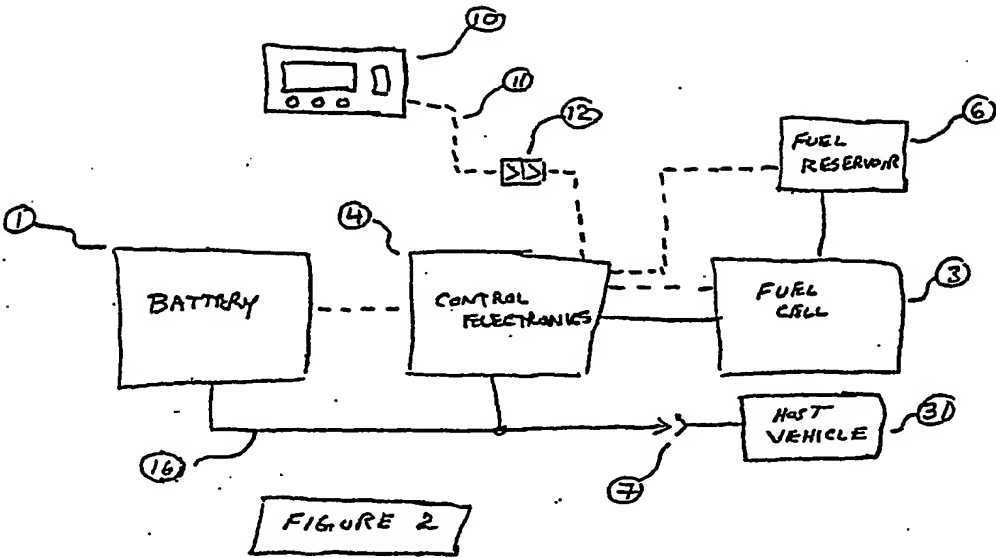 10
11
12
6
FUEL
RESERVOIR
1
4
BATTERY
CONTROL
ELECTRONICS
FUEL
CELL
3
HOST
VEHICLE
31
16
7
FIGURE 2